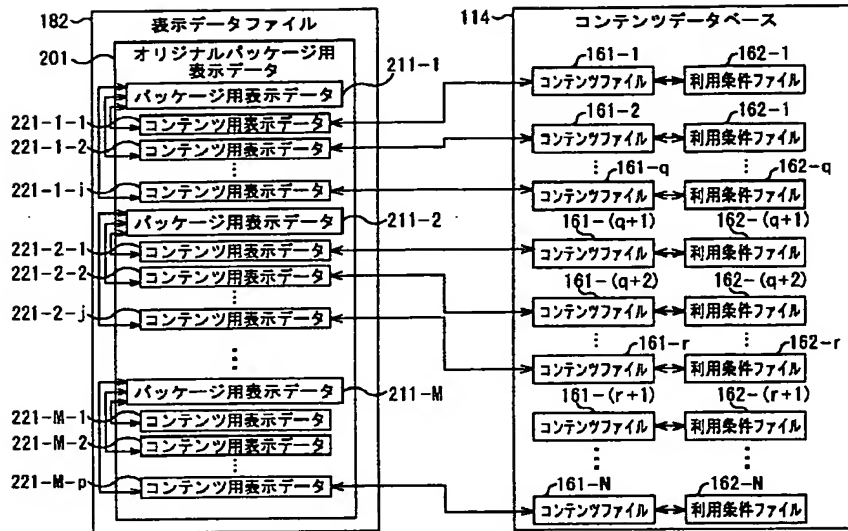 182
表示データファイル
201
オリジナルパッケージ用
表示データ
パッケージ用表示データ
211-1
221-1-1
コンテンツ用表示データ
221-1-2
コンテンツ用表示データ
221-1-i
コンテンツ用表示データ
パッケージ用表示データ
211-2
221-2-1
コンテンツ用表示データ
221-2-2
コンテンツ用表示データ
221-2-j
コンテンツ用表示データ
パッケージ用表示データ
211-M
221-M-1
コンテンツ用表示データ
221-M-2
コンテンツ用表示データ
221-M-p
コンテンツ用表示データ
114
コンテンツデータベース
161-1
162-1
コンテンツファイル
利用条件ファイル
161-2
162-1
コンテンツファイル
利用条件ファイル
161-q
162-q
コンテンツファイル
利用条件ファイル
161-(q+1)
162-(q+1)
コンテンツファイル
利用条件ファイル
161-(q+2)
162-(q+2)
コンテンツファイル
利用条件ファイル
161-r
162-r
コンテンツファイル
利用条件ファイル
161-(r+1)
162-(r+1)
コンテンツファイル
利用条件ファイル
161-N
162-N
コンテンツファイル
利用条件ファイル